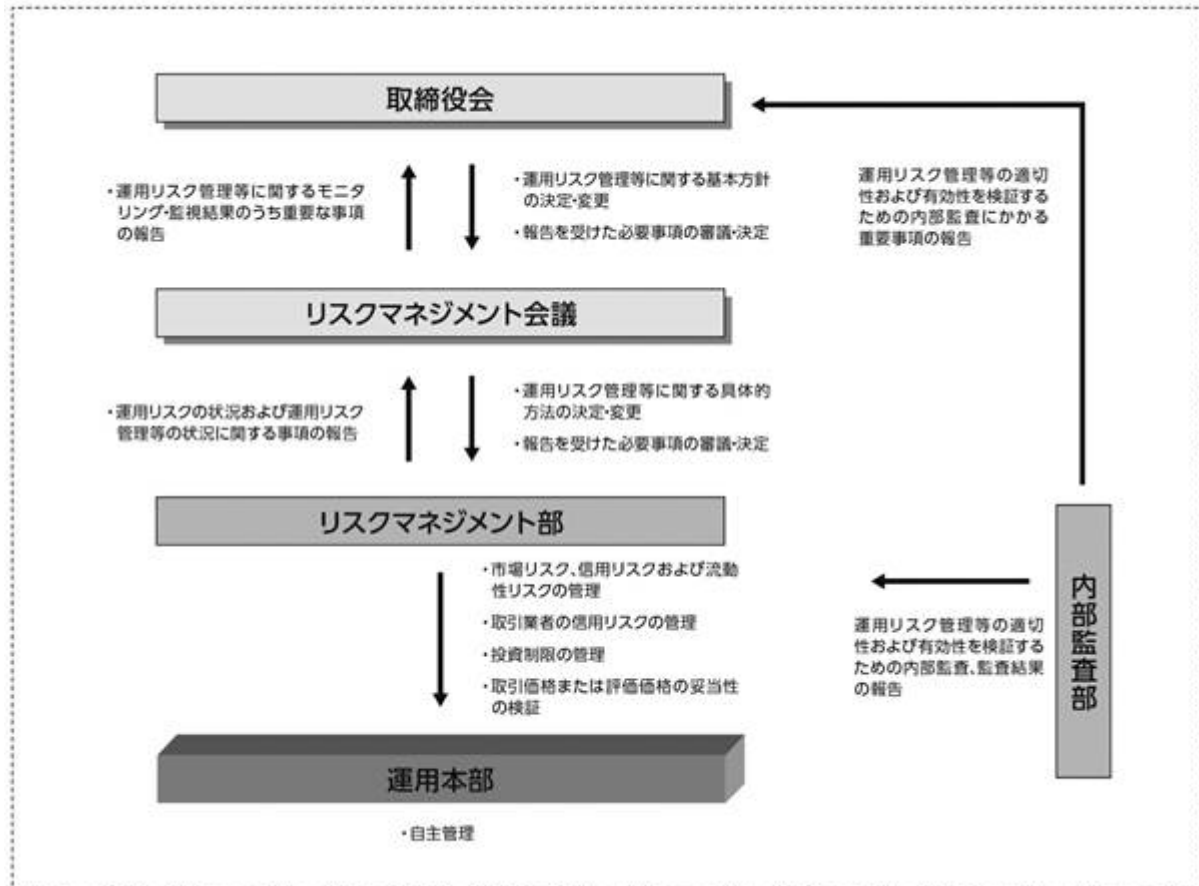 取締役会
・運用リスク管理等に関するモニタ
リング・監視結果のうち重要な事項
の報告
・運用リスク管理等に関する基本方針
の決定・変更
・報告を受けた必要事項の審議・決定
運用リスク管理等の適切
性および有効性を検証する
ための内部監査にかかる
重要事項の報告
リスクマネジメント会議
・運用リスクの状況および運用リスク
管理等の状況に関する事項の報告
・運用リスク管理等に関する具体的
方法の決定・変更
・報告を受けた必要事項の審議・決定
リスクマネジメント部
・市場リスク、信用リスクおよび流動
性リスクの管理
・取引業者の信用リスクの管理
・投資制限の管理
・取引価格または評価価格の妥当性
の検証
運用リスク管理等の適切
性および有効性を検証する
ための内部監査、監査結果
の報告
内部監査部
運用本部
・自主管理